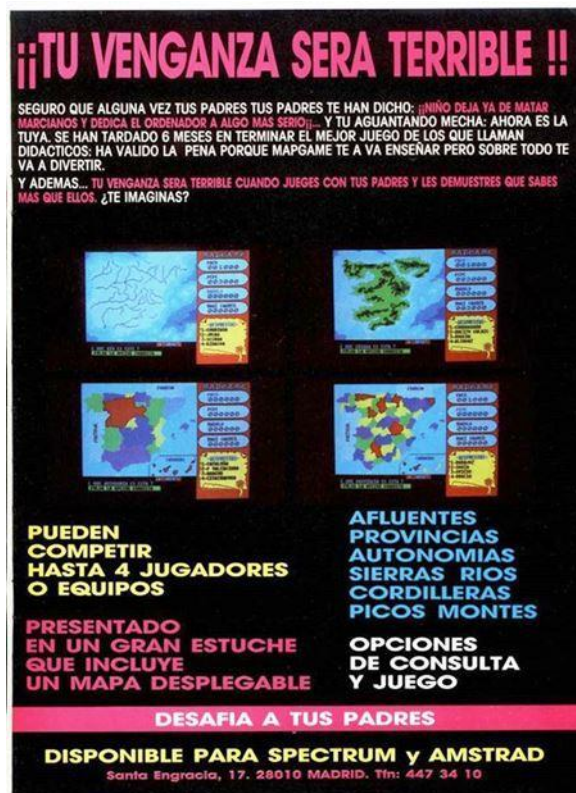 ¡¡TU VENGANZA SERA TERRIBLE !!
SEGURO QUE ALGUNA VEZ TUS PADRES TUS PADRES TE HAN DICHO: ¡¡NIÑO DEJA YA DE MATAR
MARCIANOS Y DEDICA EL ORDENADOR A ALGO MAS SERIO¡¡... Y TU AGUANTANDO MECHA: AHORA ES LA
TUYA. SE HAN TARDADO 6 MESES EN TERMINAR EL MEJOR JUEGO DE LOS QUE LLAMAN
DIDACTICOS: HA VALIDO LA PENA PORQUE MAPGAME TE A VA ENSEÑAR PERO SOBRE TODO TE
VA A DIVERTIR.
Y ADEMAS... TU VENGANZA SERA TERRIBLE CUANDO JUEGES CON TUS PADRES Y LES DEMUESTRES QUE SABES
MAS QUE ELLOS. ¿TE IMAGINAS?
PUEDEN
COMPETIR
HASTA 4 JUGADORES
O EQUIPOS
AFLUENTES
PROVINCIAS
AUTONOMIAS
SIERRAS RIOS
CORDILLERAS
PICOS MONTES
PRESENTADO
EN UN GRAN ESTUCHE
QUE INCLUYE
UN MAPA DESPLEGABLE
OPCIONES
DE CONSULTA
Y JUEGO
DESAFIA A TUS PADRES
DISPONIBLE PARA SPECTRUM y AMSTRAD
Santa Engracia, 17. 28010 MADRID. Tfn: 447 34 10